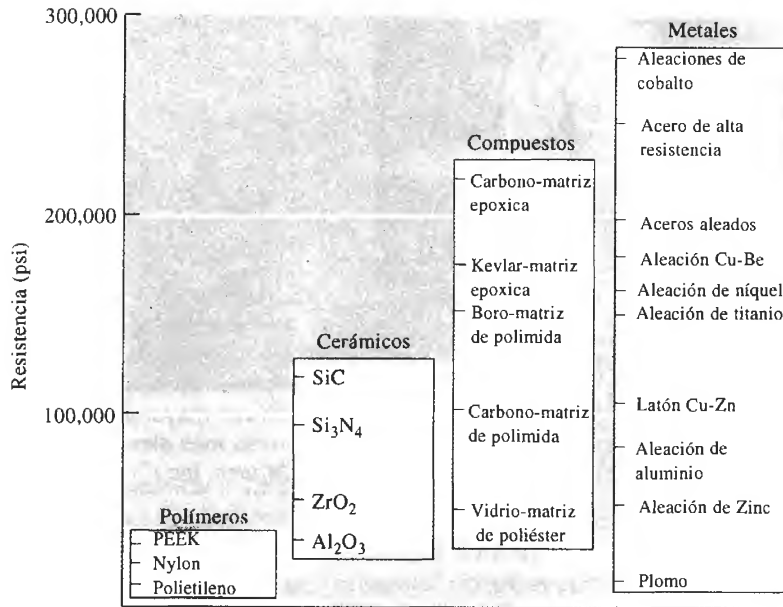 300,000
200,000
100,000
Resistencia (psi)
Polímeros
PEEK
Nylon
Polietileno
Cerámicos
SiC
Si₃N₄
ZrO₂
Al₂O₃
Compuestos
Carbono-matriz
epoxica
Kevlar-matriz
epoxica
Boro-matriz
de polimida
Carbono-matriz
de polimida
Vidrio-matriz
de poliéster
Metales
Aleaciones de
cobalto
Acero de alta
resistencia
Aceros aleados
Aleación Cu-Be
Aleación de níquel
Aleación de titanio
Latón Cu-Zn
Aleación de
aluminio
Aleación de Zinc
Plomo